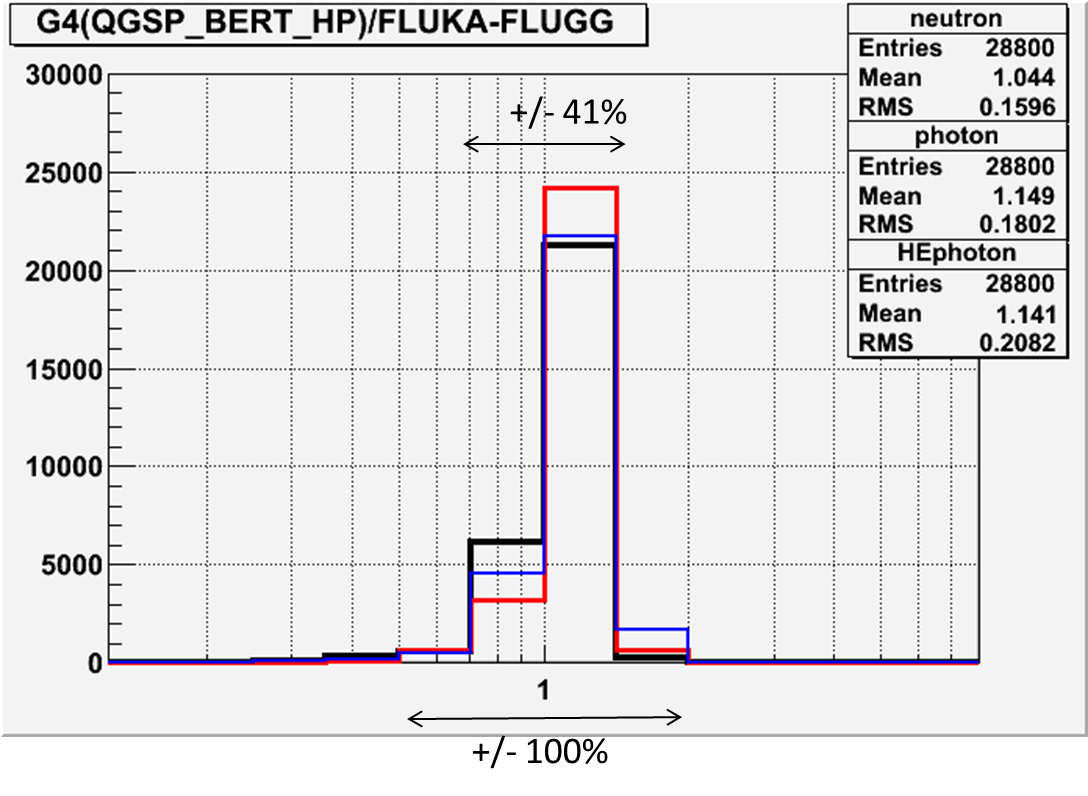 G4(QGSP_BERT_HP)/FLUKA-FLUGG
neutron
Entries 28800
Mean 1.044
RMS 0.1596
photon
Entries 28800
Mean 1.149
RMS 0.1802
HEphoton
Entries 28800
Mean 1.141
RMS 0.2082
+/- 41%
30000
25000
20000
15000
10000
5000
0
1
+/- 100%